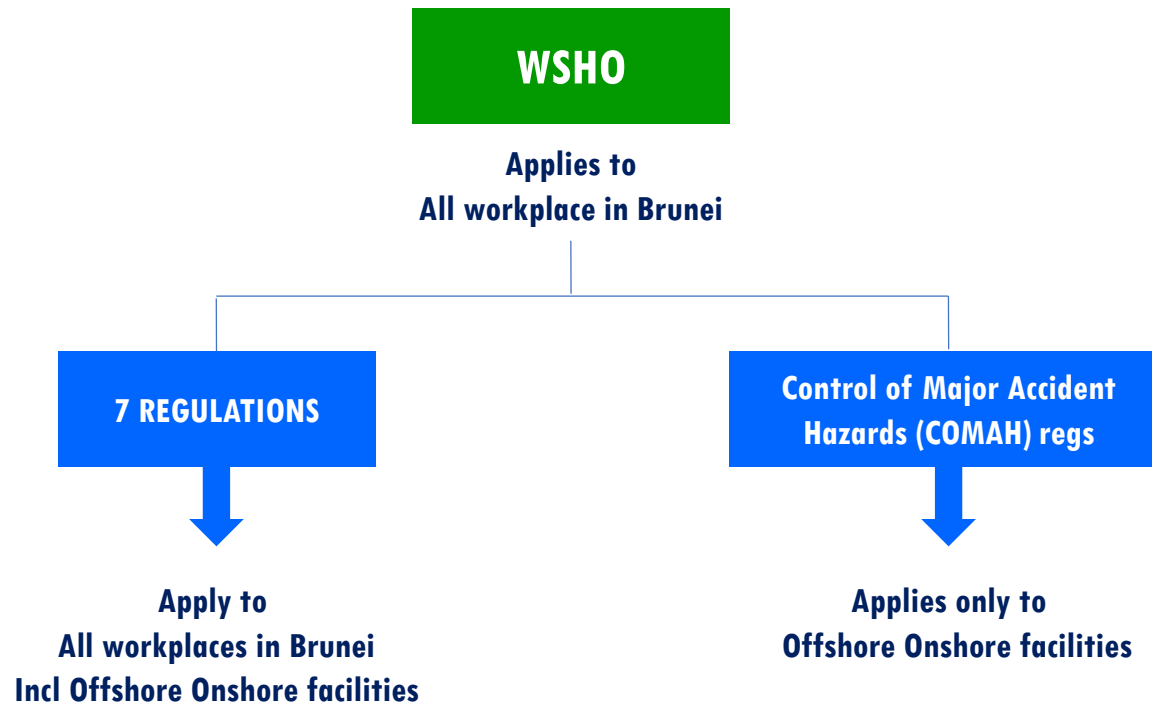 WSHO
Applies to
All workplace in Brunei
7 REGULATIONS
Control of Major Accident
Hazards (COMAH) regs
Apply to
All workplaces in Brunei
Incl Offshore Onshore facilities
Applies only to
Offshore Onshore facilities